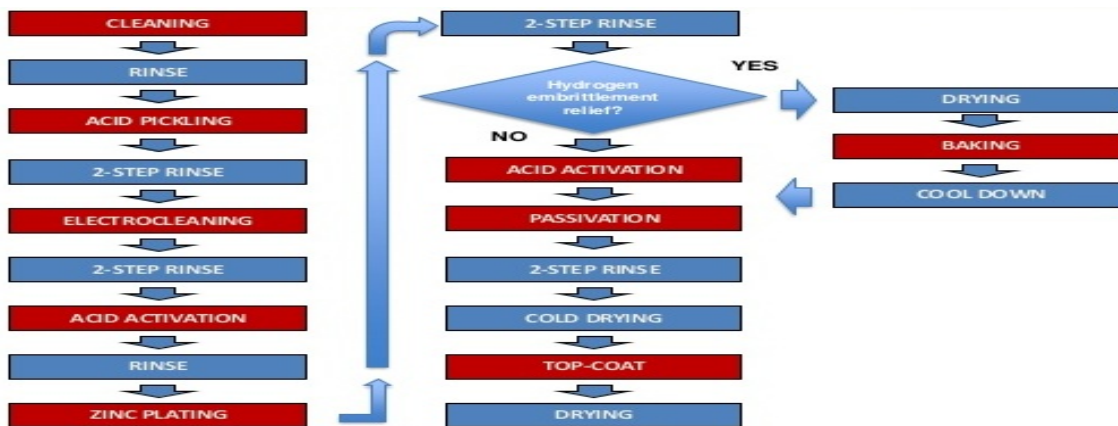 CLEANING
RINSE
ACID PICKLING
2-STEP RINSE
ELECTROCLEANING
2-STEP RINSE
ACID ACTIVATION
RINSE
ZINC PLATING
2-STEP RINSE
Hydrogen
embrittlement
relief?
YES
NO
DRYING
BAKING
COOL DOWN
ACID ACTIVATION
PASSIVATION
2-STEP RINSE
COLD DRYING
TOP-COAT
DRYING